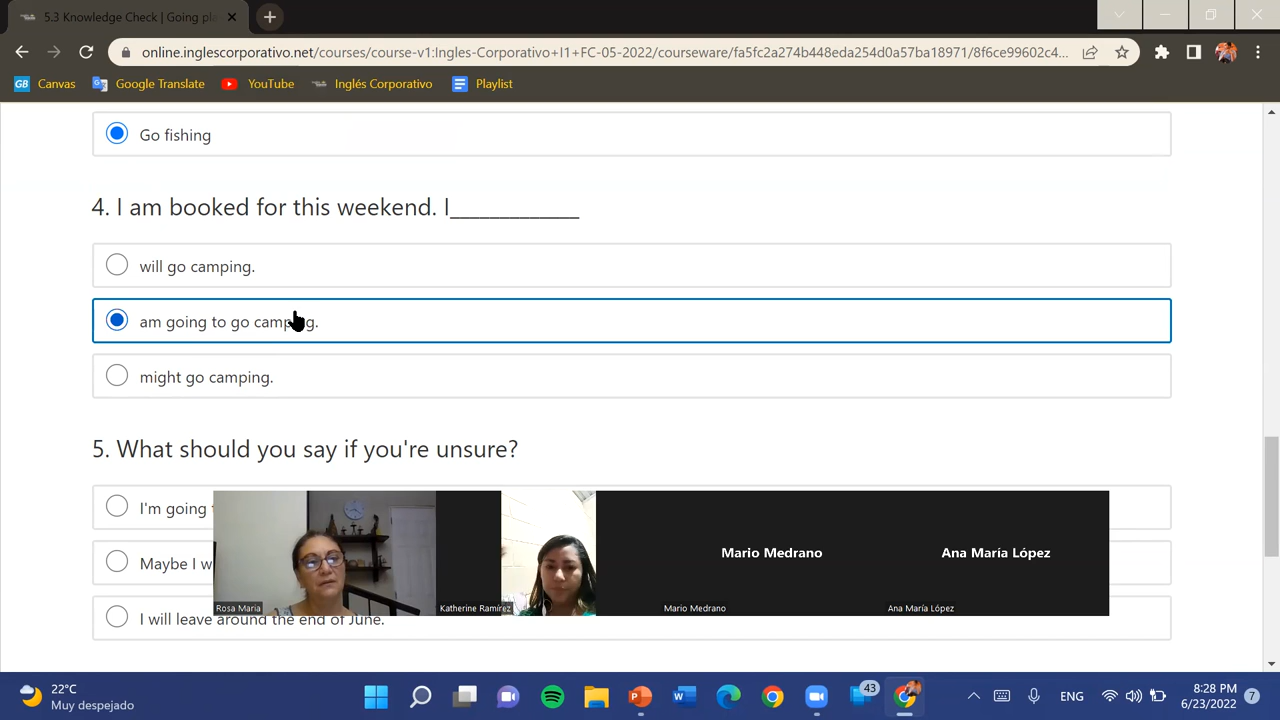 5.3 Knowledge Check | Going pla
online.inglescorporativo.net/courses/course-v1:Ingles-Corporativo+I1+FC-05-2022/courseware/fa5fc2a274b448eda254d0a57ba18971/8f6ce99602c4...
GB Canvas Google Translate YouTube Inglés Corporativo Playlist
Go fishing
4. I am booked for this weekend. I____________
will go camping.
am going to go camping.
might go camping.
5. What should you say if you're unsure?
I'm going
Maybe I w
I will leave around the end of June.
Mario Medrano
Ana María López
Rosa Maria
Katherine Ramírez
Mario Medrano
Ana María López
22°C
Muy despejado
43
ENG
8:28 PM
6/23/2022
7